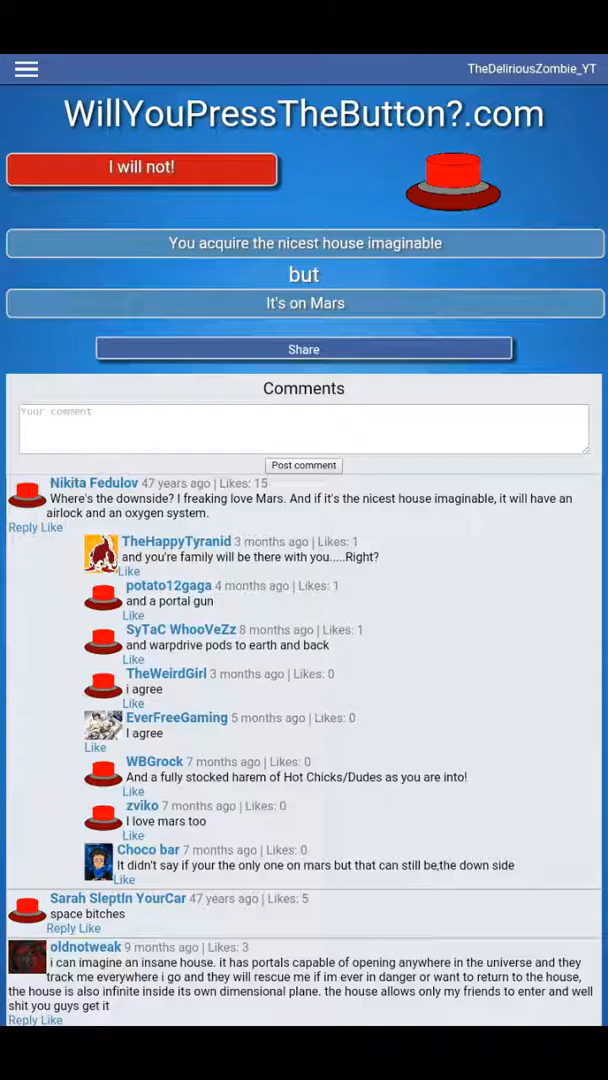 TheDeliriousZombie_YT
WillYouPressTheButton?.com
I will not!
You acquire the nicest house imaginable
but
It's on Mars
Share
Comments
Your comment
Post comment
Nikita Fedulov 47 years ago | Likes: 15
Where's the downside? I freaking love Mars. And if it's the nicest house imaginable, it will have an
airlock and an oxygen system.
Reply Like
TheHappyTyranid 3 months ago | Likes: 1
and you're family will be there with you.....Right?
Like
potato12gaga 4 months ago | Likes: 1
and a portal gun
Like
SyTaC WhooVeZz 8 months ago | Likes: 1
and warpdrive pods to earth and back
Like
TheWeirdGirl 3 months ago | Likes: 0
i agree
Like
EverFreeGaming 5 months ago | Likes: 0
I agree
Like
WBGrock 7 months ago | Likes: 0
And a fully stocked harem of Hot Chicks/Dudes as you are into!
Like
zviko 7 months ago | Likes: 0
I love mars too
Like
Choco bar 7 months ago | Likes: 0
It didn't say if your the only one on mars but that can still be,the down side
Like
Sarah SleptIn YourCar 47 years ago | Likes: 5
space bitches
Reply Like
oldnotweak 9 months ago | Likes: 3
i can imagine an insane house. it has portals capable of opening anywhere in the universe and they
track me everywhere i go and they will rescue me if im ever in danger or want to return to the house,
the house is also infinite inside its own dimensional plane. the house allows only my friends to enter and well
shit you guys get it
Reply Like